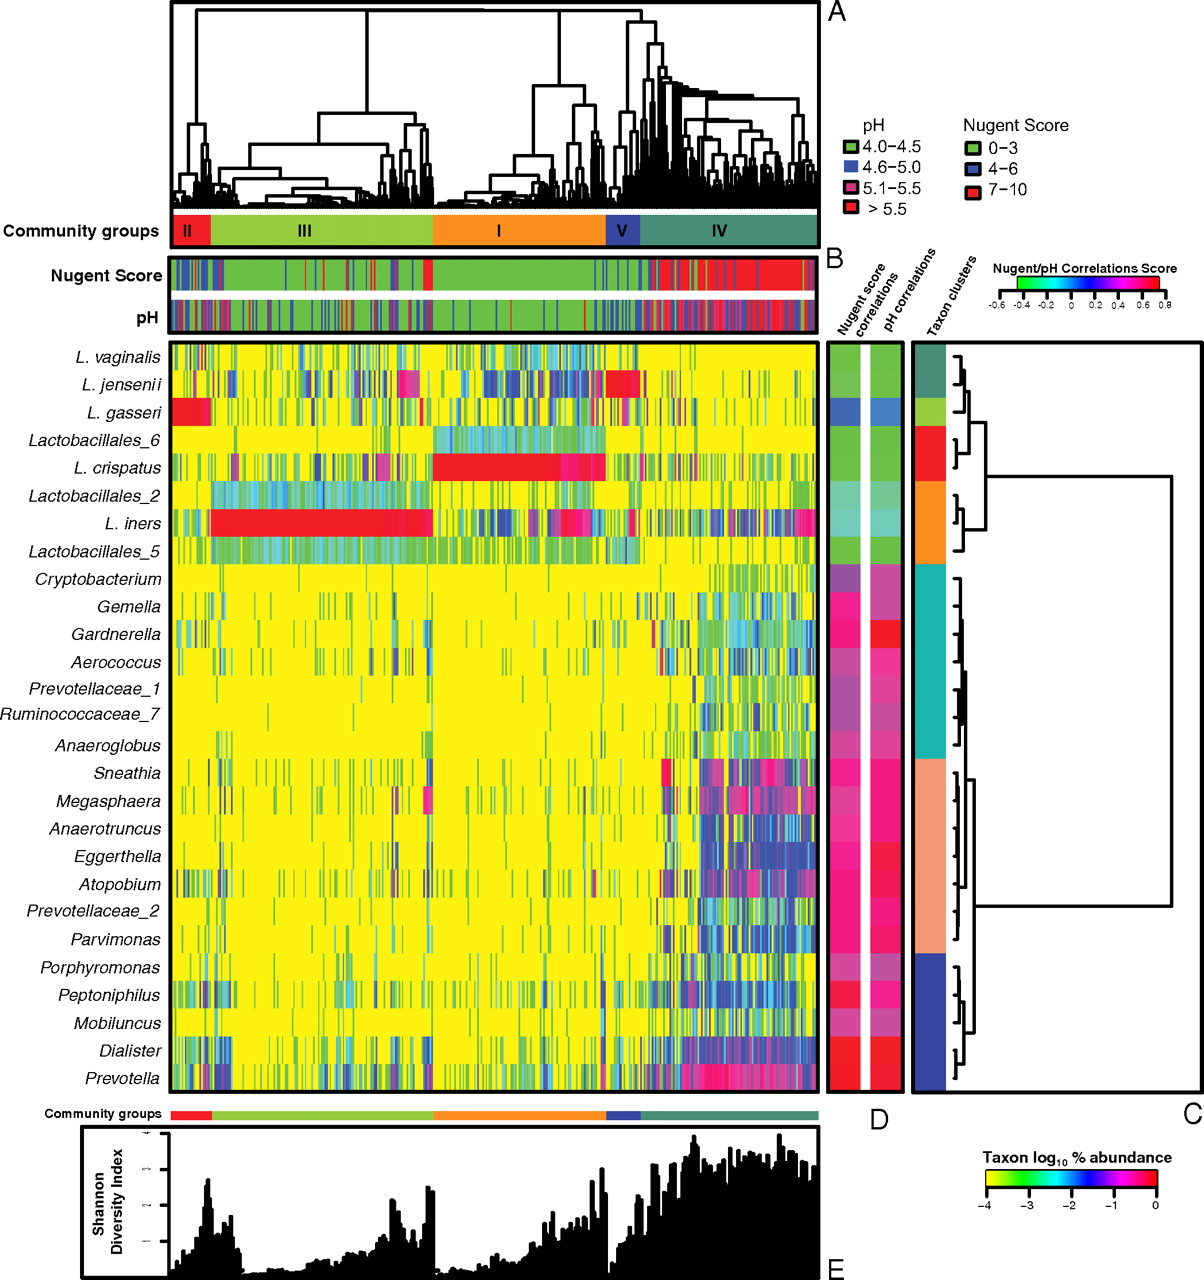 A
pH
4.0−4.5
4.6−5.0
5.1−5.5
> 5.5
Nugent Score
0−3
4−6
7−10
Community groups
II
III
I
V
IV
B
Nugent Score
pH
Nugent score
correlations
pH correlations
Taxon clusters
Nugent/pH Correlations Score
-0.6 -0.4 -0.2 0 0.2 0.4 0.6 0.8
L. vaginalis
L. jensenii
L. gasseri
Lactobacillales_6
L. crispatus
Lactobacillales_2
L. iners
Lactobacillales_5
Cryptobacterium
Gemella
Gardnerella
Aerococcus
Prevotellaceae_1
Ruminococcaceae_7
Anaeroglobus
Sneathia
Megasphaera
Anaerotruncus
Eggerthella
Atopobium
Prevotellaceae_2
Parvimonas
Porphyromonas
Peptoniphilus
Mobiluncus
Dialister
Prevotella
Community groups
D
C
Shannon
Diversity Index
4
3
2
1
E
Taxon log10 % abundance
−4 −3 −2 −1 0